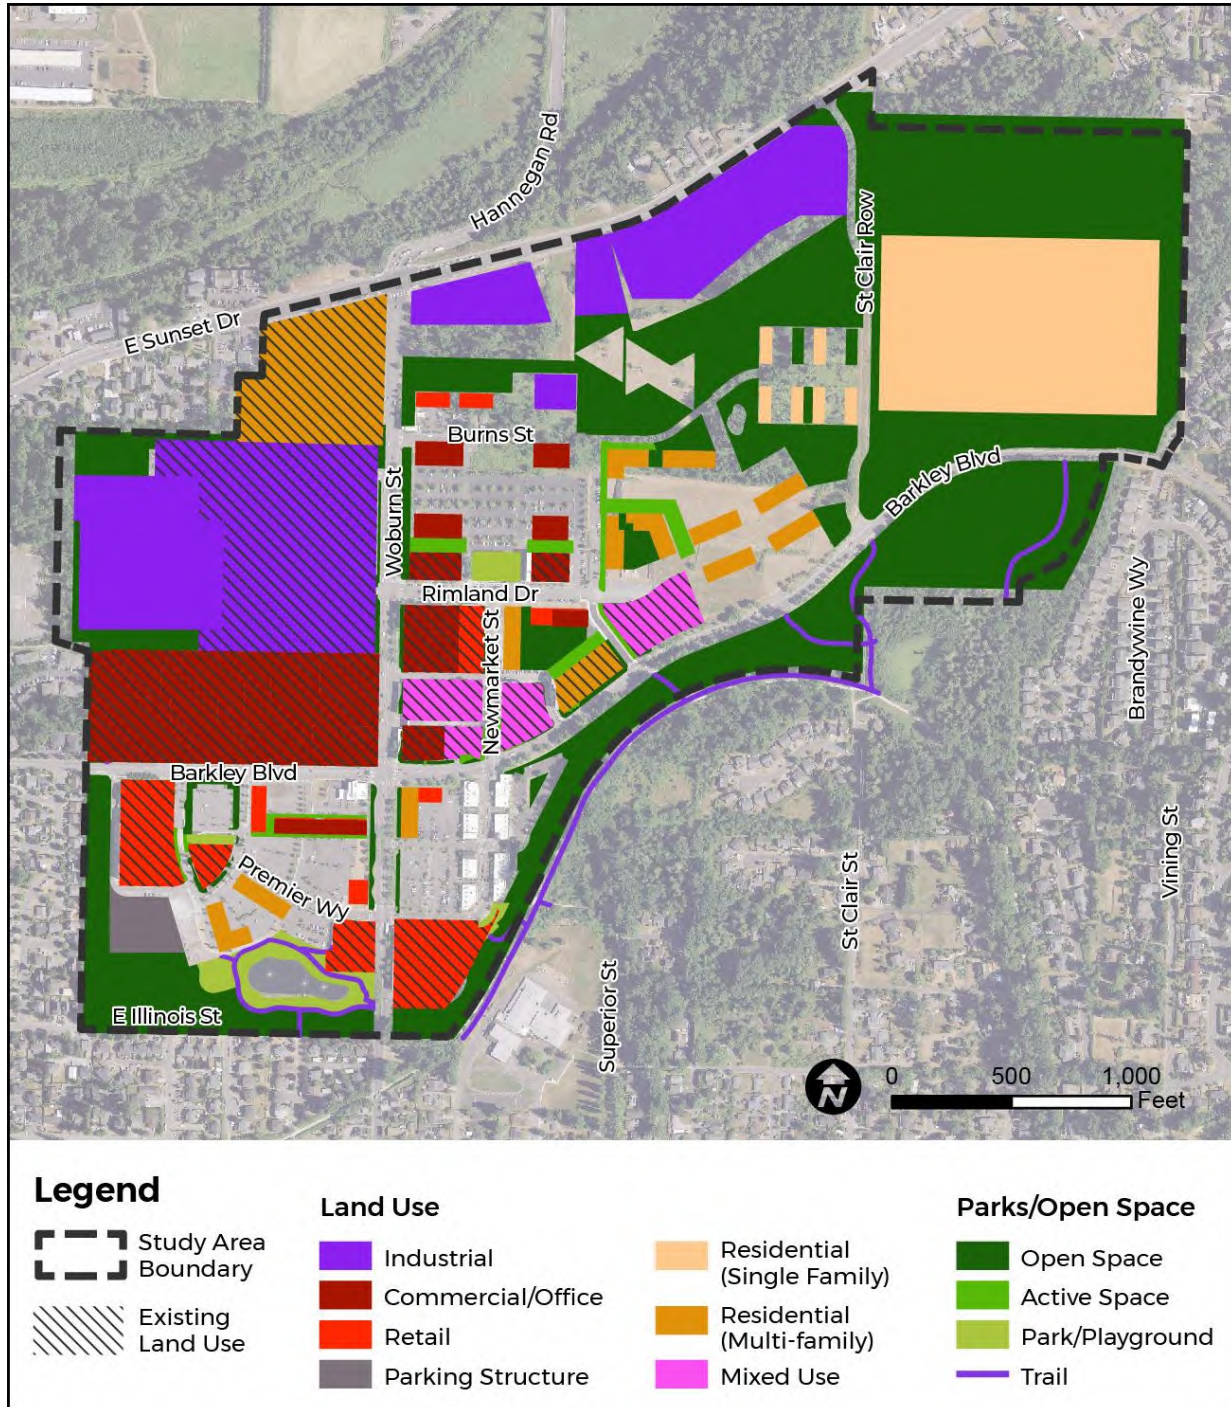 Hannegan Rd
St Clair Row
E Sunset Dr
Burns St
Woburn St
Barkley Blvd
Rimland Dr
Newmarket St
Brandywine Wy
Barkley Blvd
Premier Wy
Vining St
St Clair St
Superior St
E Illinois St
N
0 500 1,000
Feet
Legend
Study Area
Boundary
Existing
Land Use
Land Use
Industrial
Commercial/Office
Retail
Parking Structure
Residential
(Single Family)
Residential
(Multi-family)
Mixed Use
Parks/Open Space
Open Space
Active Space
Park/Playground
Trail